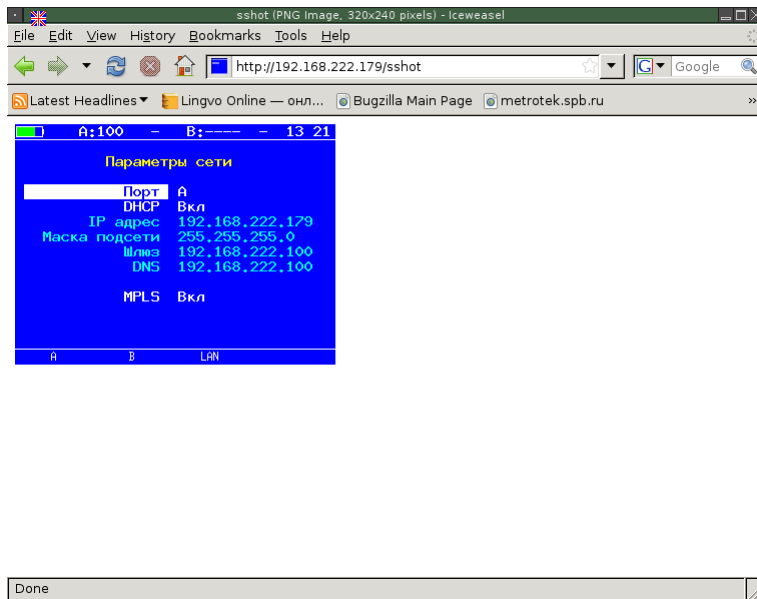 sshot (PNG Image, 320x240 pixels) - Iceweasel
File Edit View History Bookmarks Tools Help
http://192.168.222.179/sshot G Google
Latest Headlines Lingvo Online — онл... Bugzilla Main Page metrotek.spb.ru »
A:100 – B:---- – 13 21
Параметры сети
Порт A
DHCP Вкл
IP адрес 192.168.222.179
Маска подсети 255.255.255.0
Шлюз 192.168.222.100
DNS 192.168.222.100
MPLS Вкл
A B LAN
Done